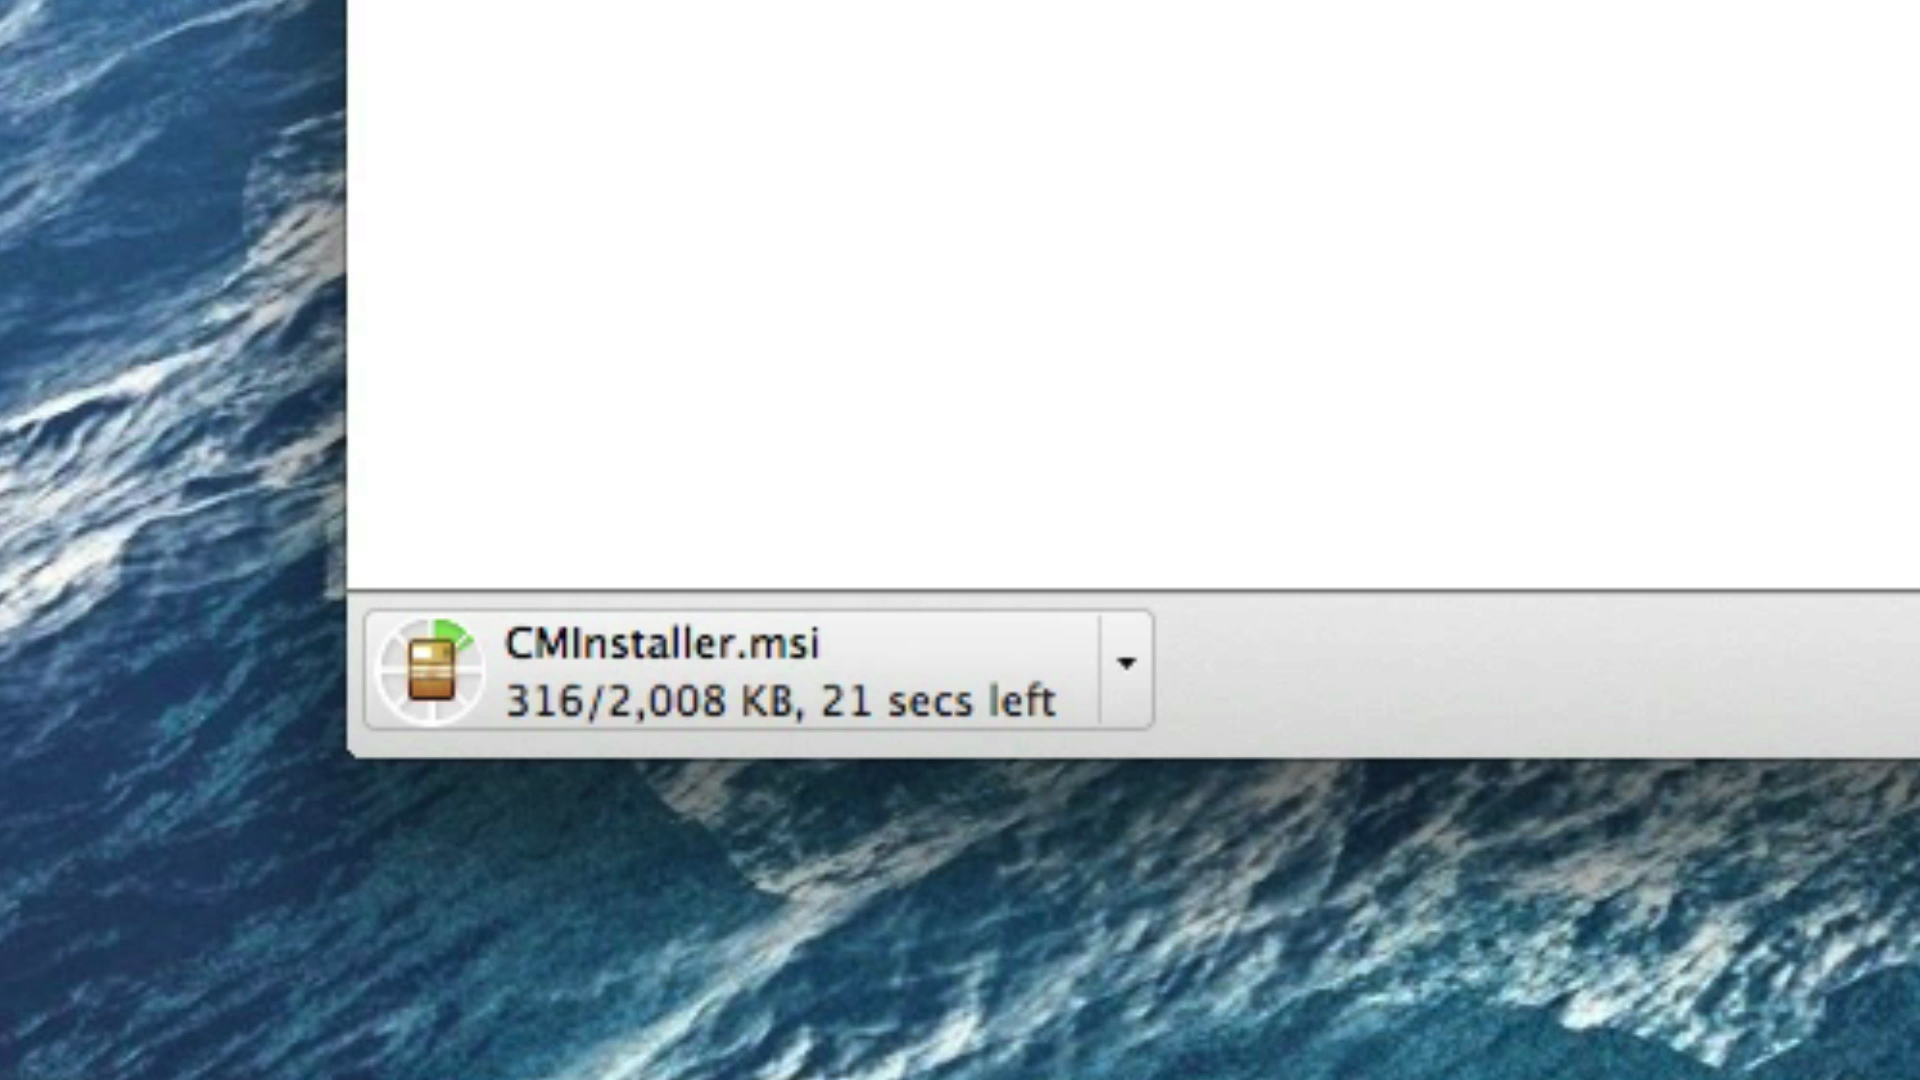 CMInstaller.msi
316/2,008 KB, 21 secs left